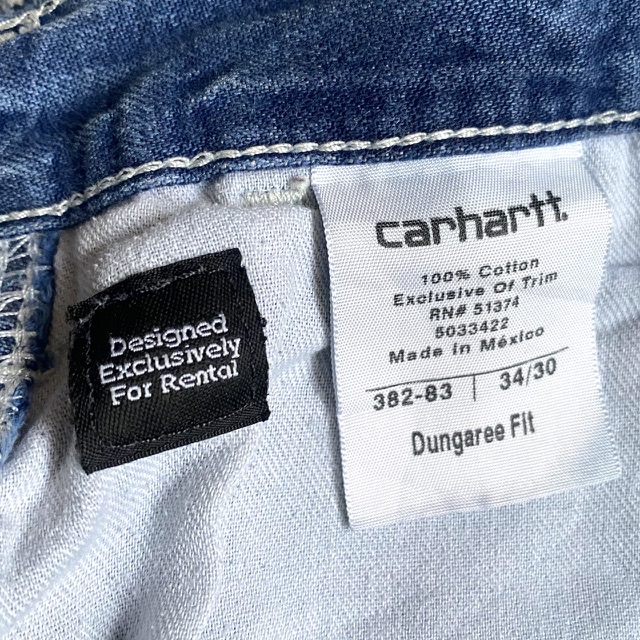 Designed
Exclusively
For Rental
carhartt.
100% Cotton
Exclusive Of Trim
RN# 51374
5033422
Made in México
382-83 | 34/30
Dungaree Fit